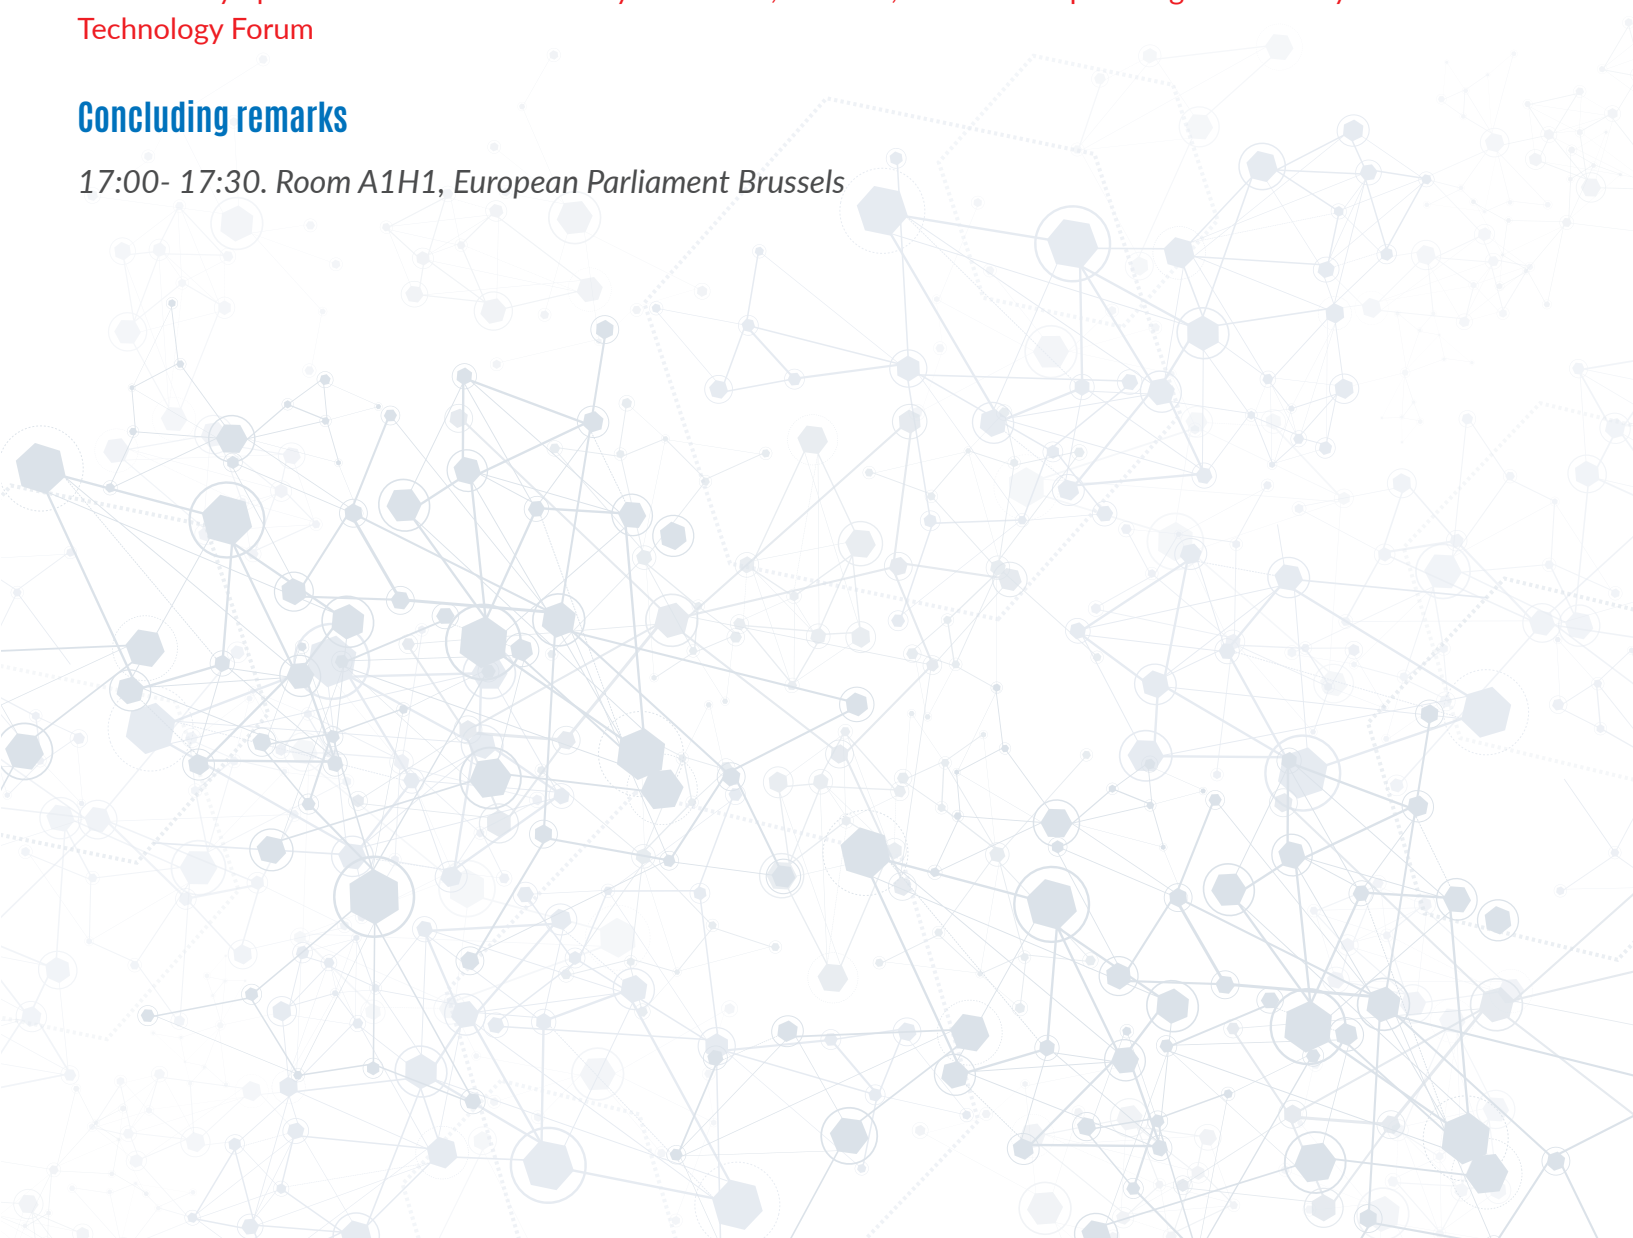 Technology Forum
Concluding remarks
17:00- 17:30. Room A1H1, European Parliament Brussels